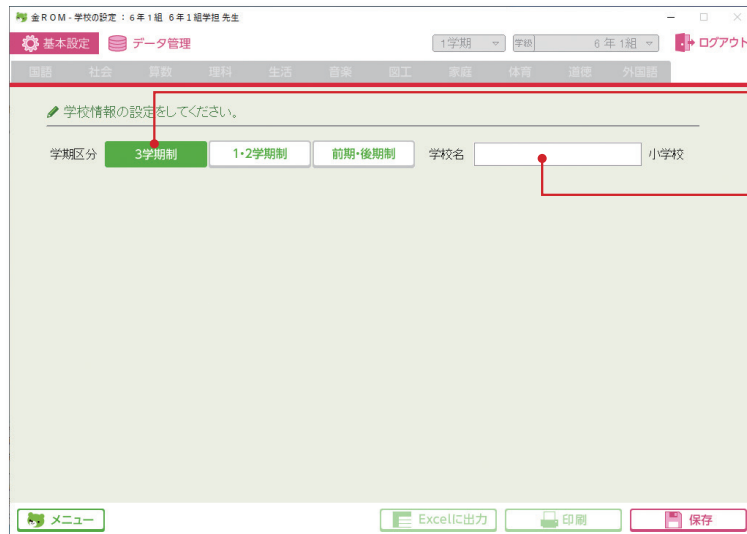 金ROM - 学校の設定 : 6年1組 6年1組学担 先生
基本設定 データ管理 1学期 学級 6年1組 ログアウト
国語 社会 算数 理科 生活 音楽 図工 家庭 体育 道徳 外国語
学校情報の設定をしてください。
学期区分 3学期制 1・2学期制 前期・後期制 学校名 小学校
メニュー Excelに出力 印刷 保存